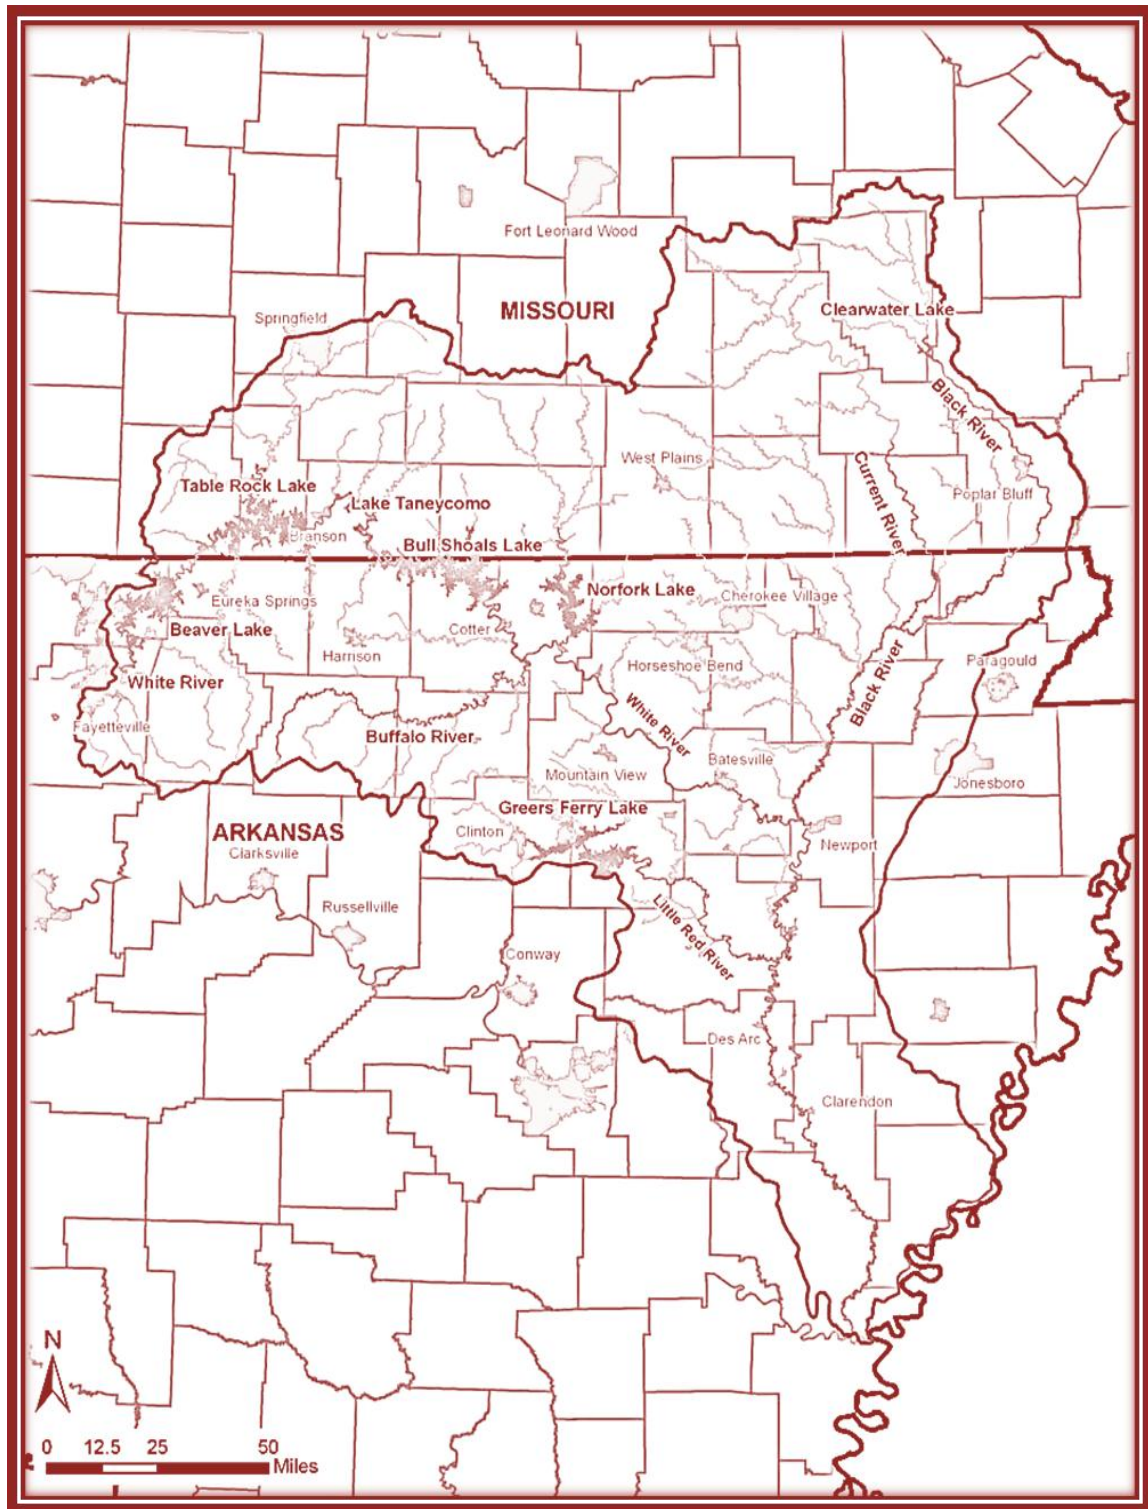 Fort Leonard Wood
MISSOURI
Springfield
Clearwater Lake
Black River
West Plains
Current River
Poplar Bluff
Table Rock Lake
Lake Taneycomo
Branson
Bull Shoals Lake
Norfork Lake
Cherokee Village
Eureka Springs
Beaver Lake
Cotter
Harrison
Horseshoe Bend
Paragould
Black River
White River
White River
Fayetteville
Buffalo River
Batesville
Mountain View
Jonesboro
Greers Ferry Lake
ARKANSAS
Clinton
Clarksville
Newport
Russellville
Little Red River
Conway
Des Arc
Clarendon
N
0 12.5 25 50
Miles